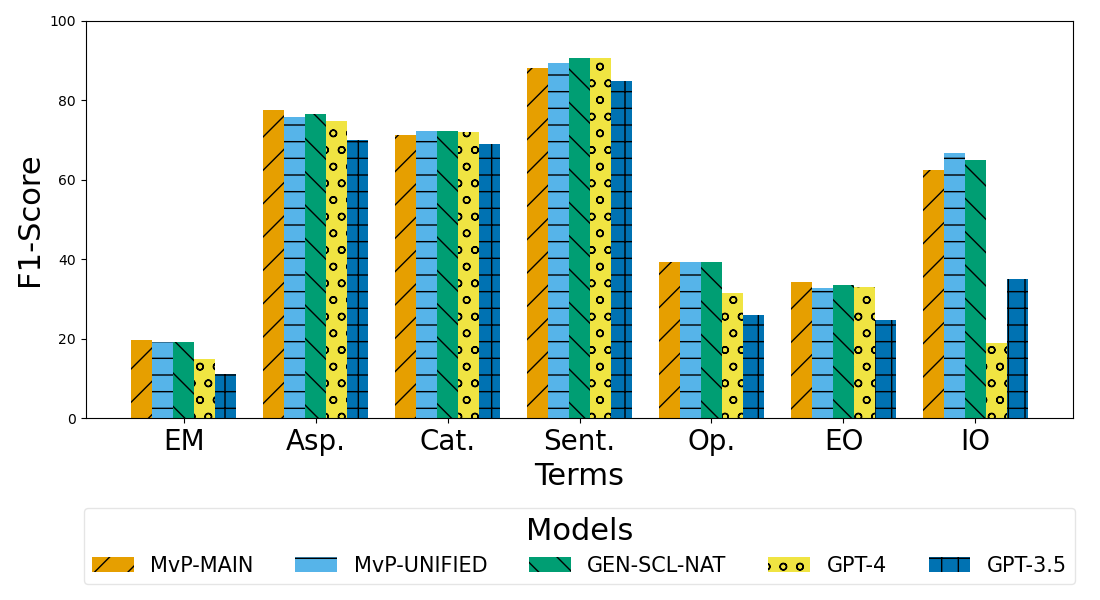 100
80
60
40
20
0
F1-Score
EM Asp. Cat. Sent. Op. EO IO
Terms
Models
MvP-MAIN MvP-UNIFIED GEN-SCL-NAT GPT-4 GPT-3.5